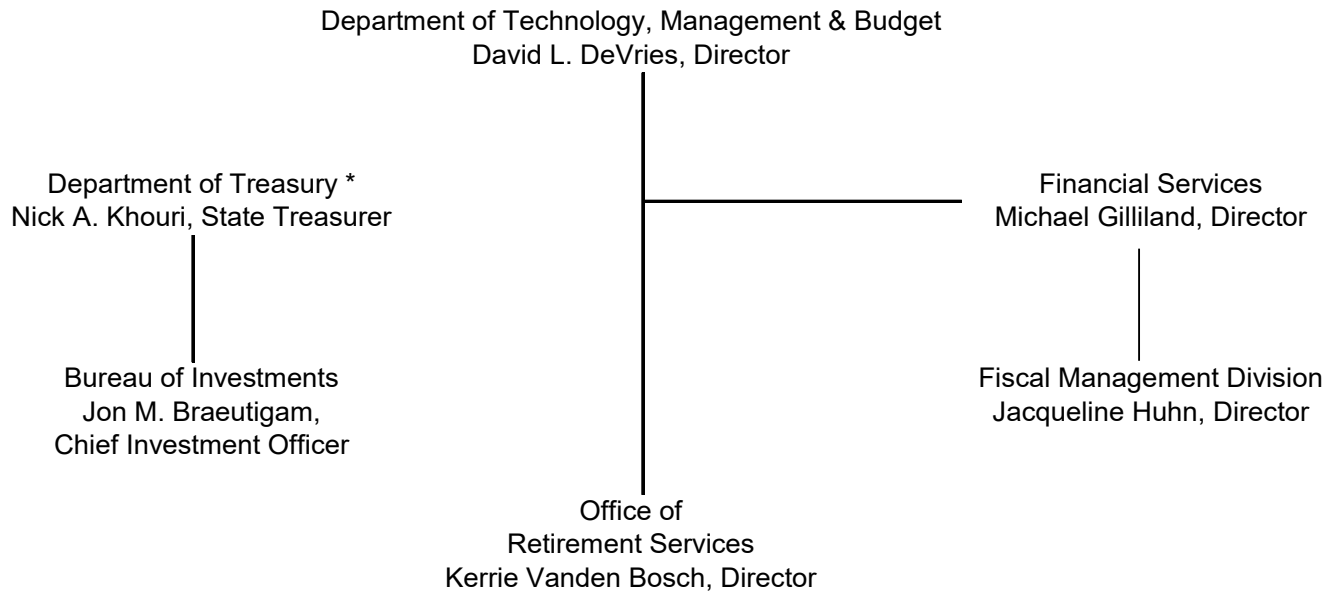 Department of Technology, Management & Budget
David L. DeVries, Director
Department of Treasury *
Nick A. Khouri, State Treasurer
Financial Services
Michael Gilliland, Director
Bureau of Investments
Jon M. Braeutigam,
Chief Investment Officer
Fiscal Management Division
Jacqueline Huhn, Director
Office of
Retirement Services
Kerrie Vanden Bosch, Director